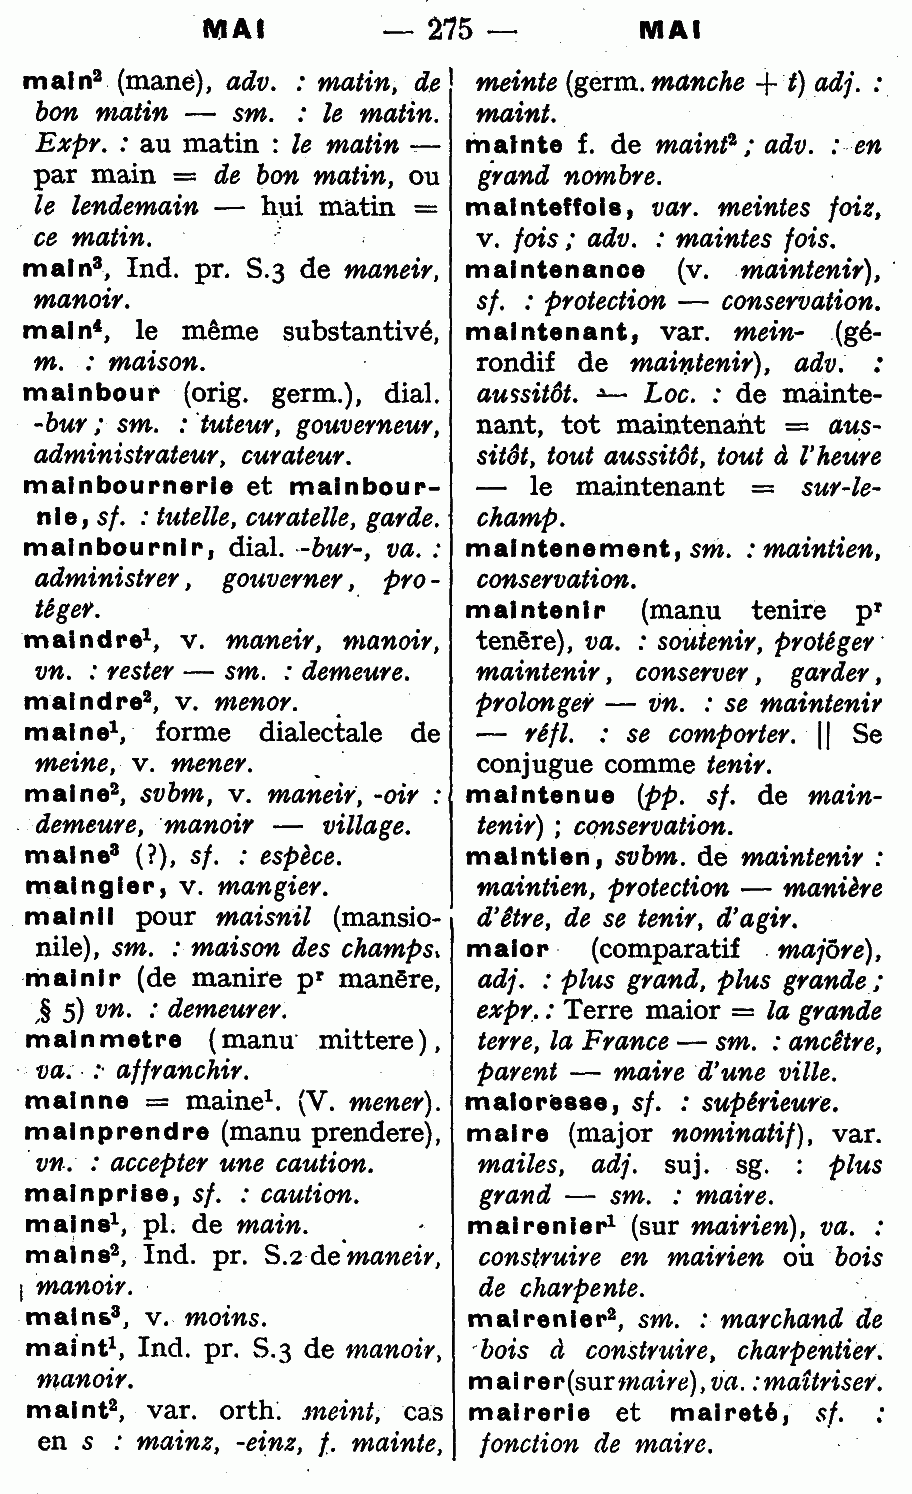 MAI — 275 — MAI
main² (mane), adv. : matin, de
bon matin — sm. : le matin.
Expr. : au matin : le matin —
par main = de bon matin, ou
le lendemain — hui matin =
ce matin.
main³, Ind. pr. S.3 de maneir,
manoir.
main⁴, le même substantivé,
m. : maison.
mainbour (orig. germ.), dial.
-bur ; sm. : tuteur, gouverneur,
administrateur, curateur.
mainbournerie et mainbour-
nie, sf. : tutelle, curatelle, garde.
mainbournir, dial. -bur-, va. :
administrer, gouverner, pro-
téger.
maindre¹, v. maneir, manoir,
vn. : rester — sm. : demeure.
maindre², v. menor.
maine¹, forme dialectale de
meine, v. mener.
maine², svbm, v. maneir, -oir :
demeure, manoir — village.
maine³ (?), sf. : espèce.
maingier, v. mangier.
mainil pour maisnil (mansio-
nile), sm. : maison des champs.
mainir (de manire pʳ manēre,
§ 5) vn. : demeurer.
mainmetre (manu mittere),
va. : affranchir.
mainne = maine¹. (V. mener).
mainprendre (manu prendere),
vn. : accepter une caution.
mainprise, sf. : caution.
mains¹, pl. de main.
mains², Ind. pr. S.2 de maneir,
manoir.
mains³, v. moins.
maint¹, Ind. pr. S.3 de manoir,
manoir.
maint², var. orth. meint, cas
en s : mainz, -einz, f. mainte,
meinte (germ. manche + t) adj. :
maint.
mainte f. de maint² ; adv. : en
grand nombre.
mainteffois, var. meintes foiz,
v. fois ; adv. : maintes fois.
maintenance (v. maintenir),
sf. : protection — conservation.
maintenant, var. mein- (gé-
rondif de maintenir), adv. :
aussitôt. — Loc. : de mainte-
nant, tot maintenant = aus-
sitôt, tout aussitôt, tout à l'heure
— le maintenant = sur-le-
champ.
maintenement, sm. : maintien,
conservation.
maintenir (manu tenire pʳ
tenēre), va. : soutenir, protéger
maintenir, conserver, garder,
prolonger — vn. : se maintenir
— réfl. : se comporter. || Se
conjugue comme tenir.
maintenue (pp. sf. de main-
tenir) ; conservation.
maintien, svbm. de maintenir :
maintien, protection — manière
d'être, de se tenir, d'agir.
maior (comparatif majōre),
adj. : plus grand, plus grande ;
expr. : Terre maior = la grande
terre, la France — sm. : ancêtre,
parent — maire d'une ville.
maioresse, sf. : supérieure.
maire (major nominatif), var.
mailes, adj. suj. sg. : plus
grand — sm. : maire.
mairenier¹ (sur mairien), va. :
construire en mairien où bois
de charpente.
mairenier², sm. : marchand de
bois à construire, charpentier.
mairer (sur maire), va. : maîtriser.
mairerie et maireté, sf. :
fonction de maire.